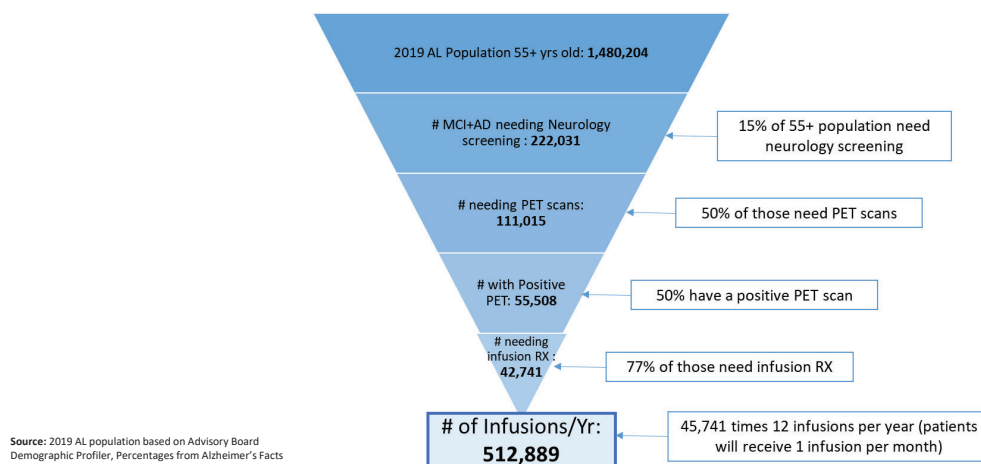 2019 AL Population 55+ yrs old: 1,480,204
# MCI+AD needing Neurology
screening : 222,031
15% of 55+ population need
neurology screening
# needing PET scans:
111,015
50% of those need PET scans
# with Positive
PET: 55,508
50% have a positive PET scan
# needing
infusion RX :
42,741
77% of those need infusion RX
# of Infusions/Yr:
512,889
45,741 times 12 infusions per year (patients
will receive 1 infusion per month)
Source: 2019 AL population based on Advisory Board
Demographic Profiler, Percentages from Alzheimer's Facts